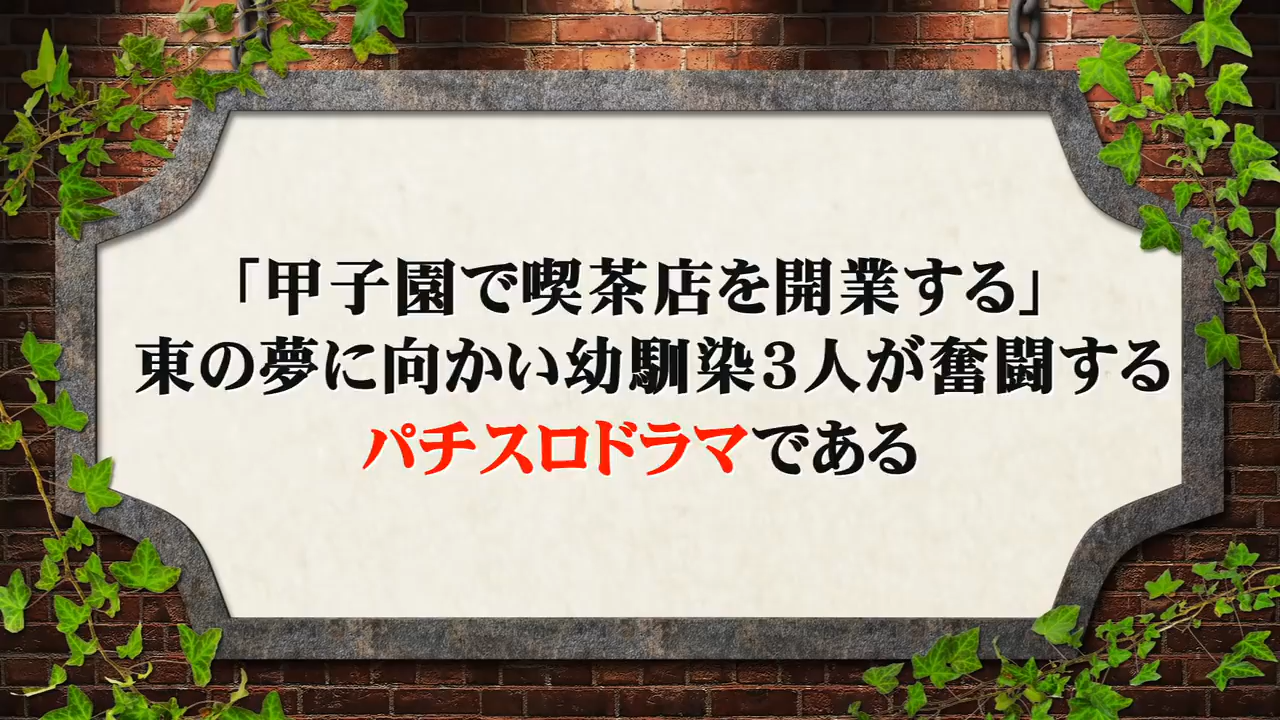 「甲子園で喫茶店を開業する」
東の夢に向かい幼馴染3人が奮闘する
パチスロドラマである